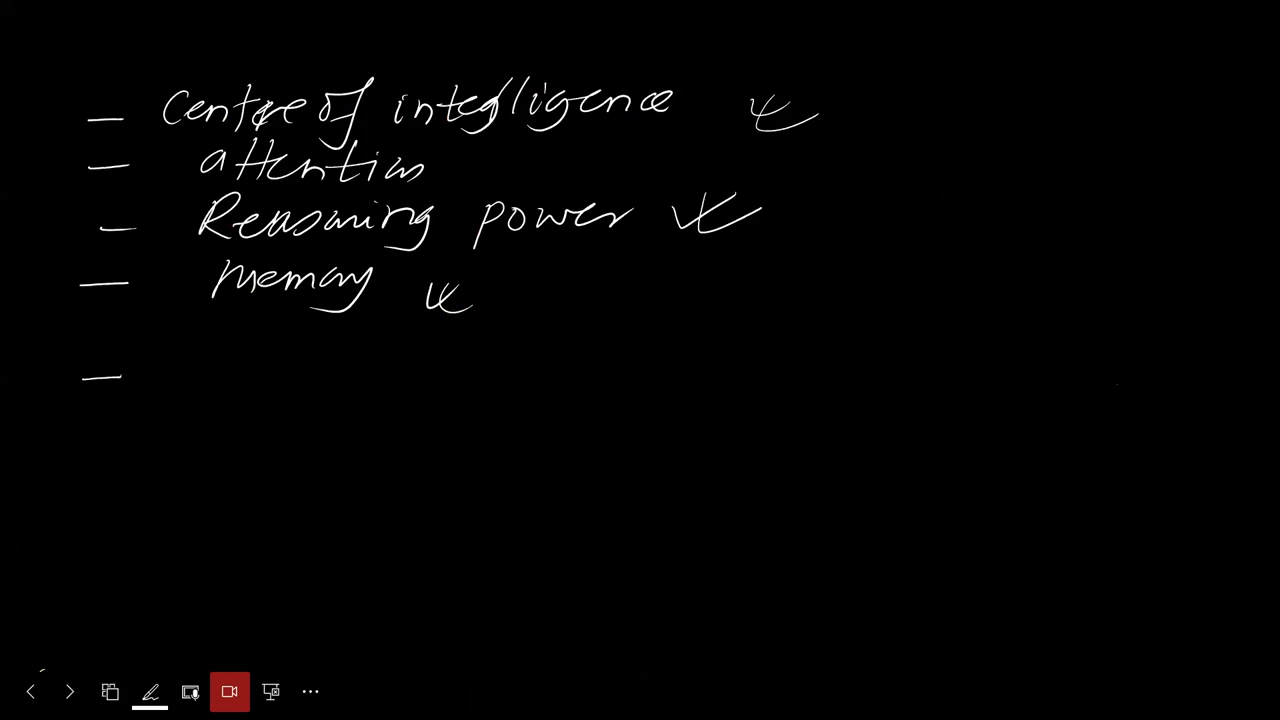 - Centre of intelligence
- attention
- Reasoning power
- memory
-